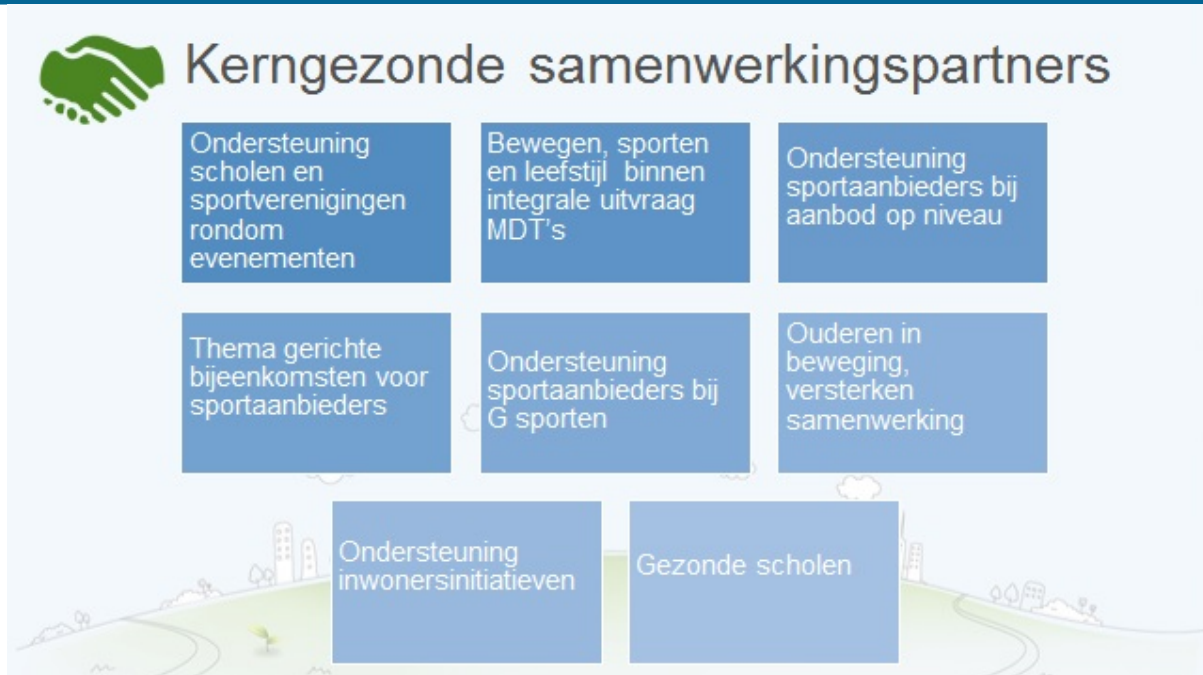 Kerngezonde samenwerkingspartners
Ondersteuning
scholen en
sportverenigingen
rondom
evenementen
Bewegen, sporten
en leefstijl binnen
integrale uitvraag
MDT's
Ondersteuning
sportaanbieders bij
aanbod op niveau
Thema gerichte
bijeenkomsten voor
sportaanbieders
Ondersteuning
sportaanbieders bij
G sporten
Ouderen in
beweging,
versterken
samenwerking
Ondersteuning
inwonersinitiatieven
Gezonde scholen